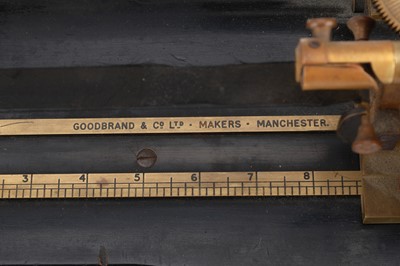 GOODBRAND & Cº LTD · MAKERS · MANCHESTER.
3 4 5 6 7 8